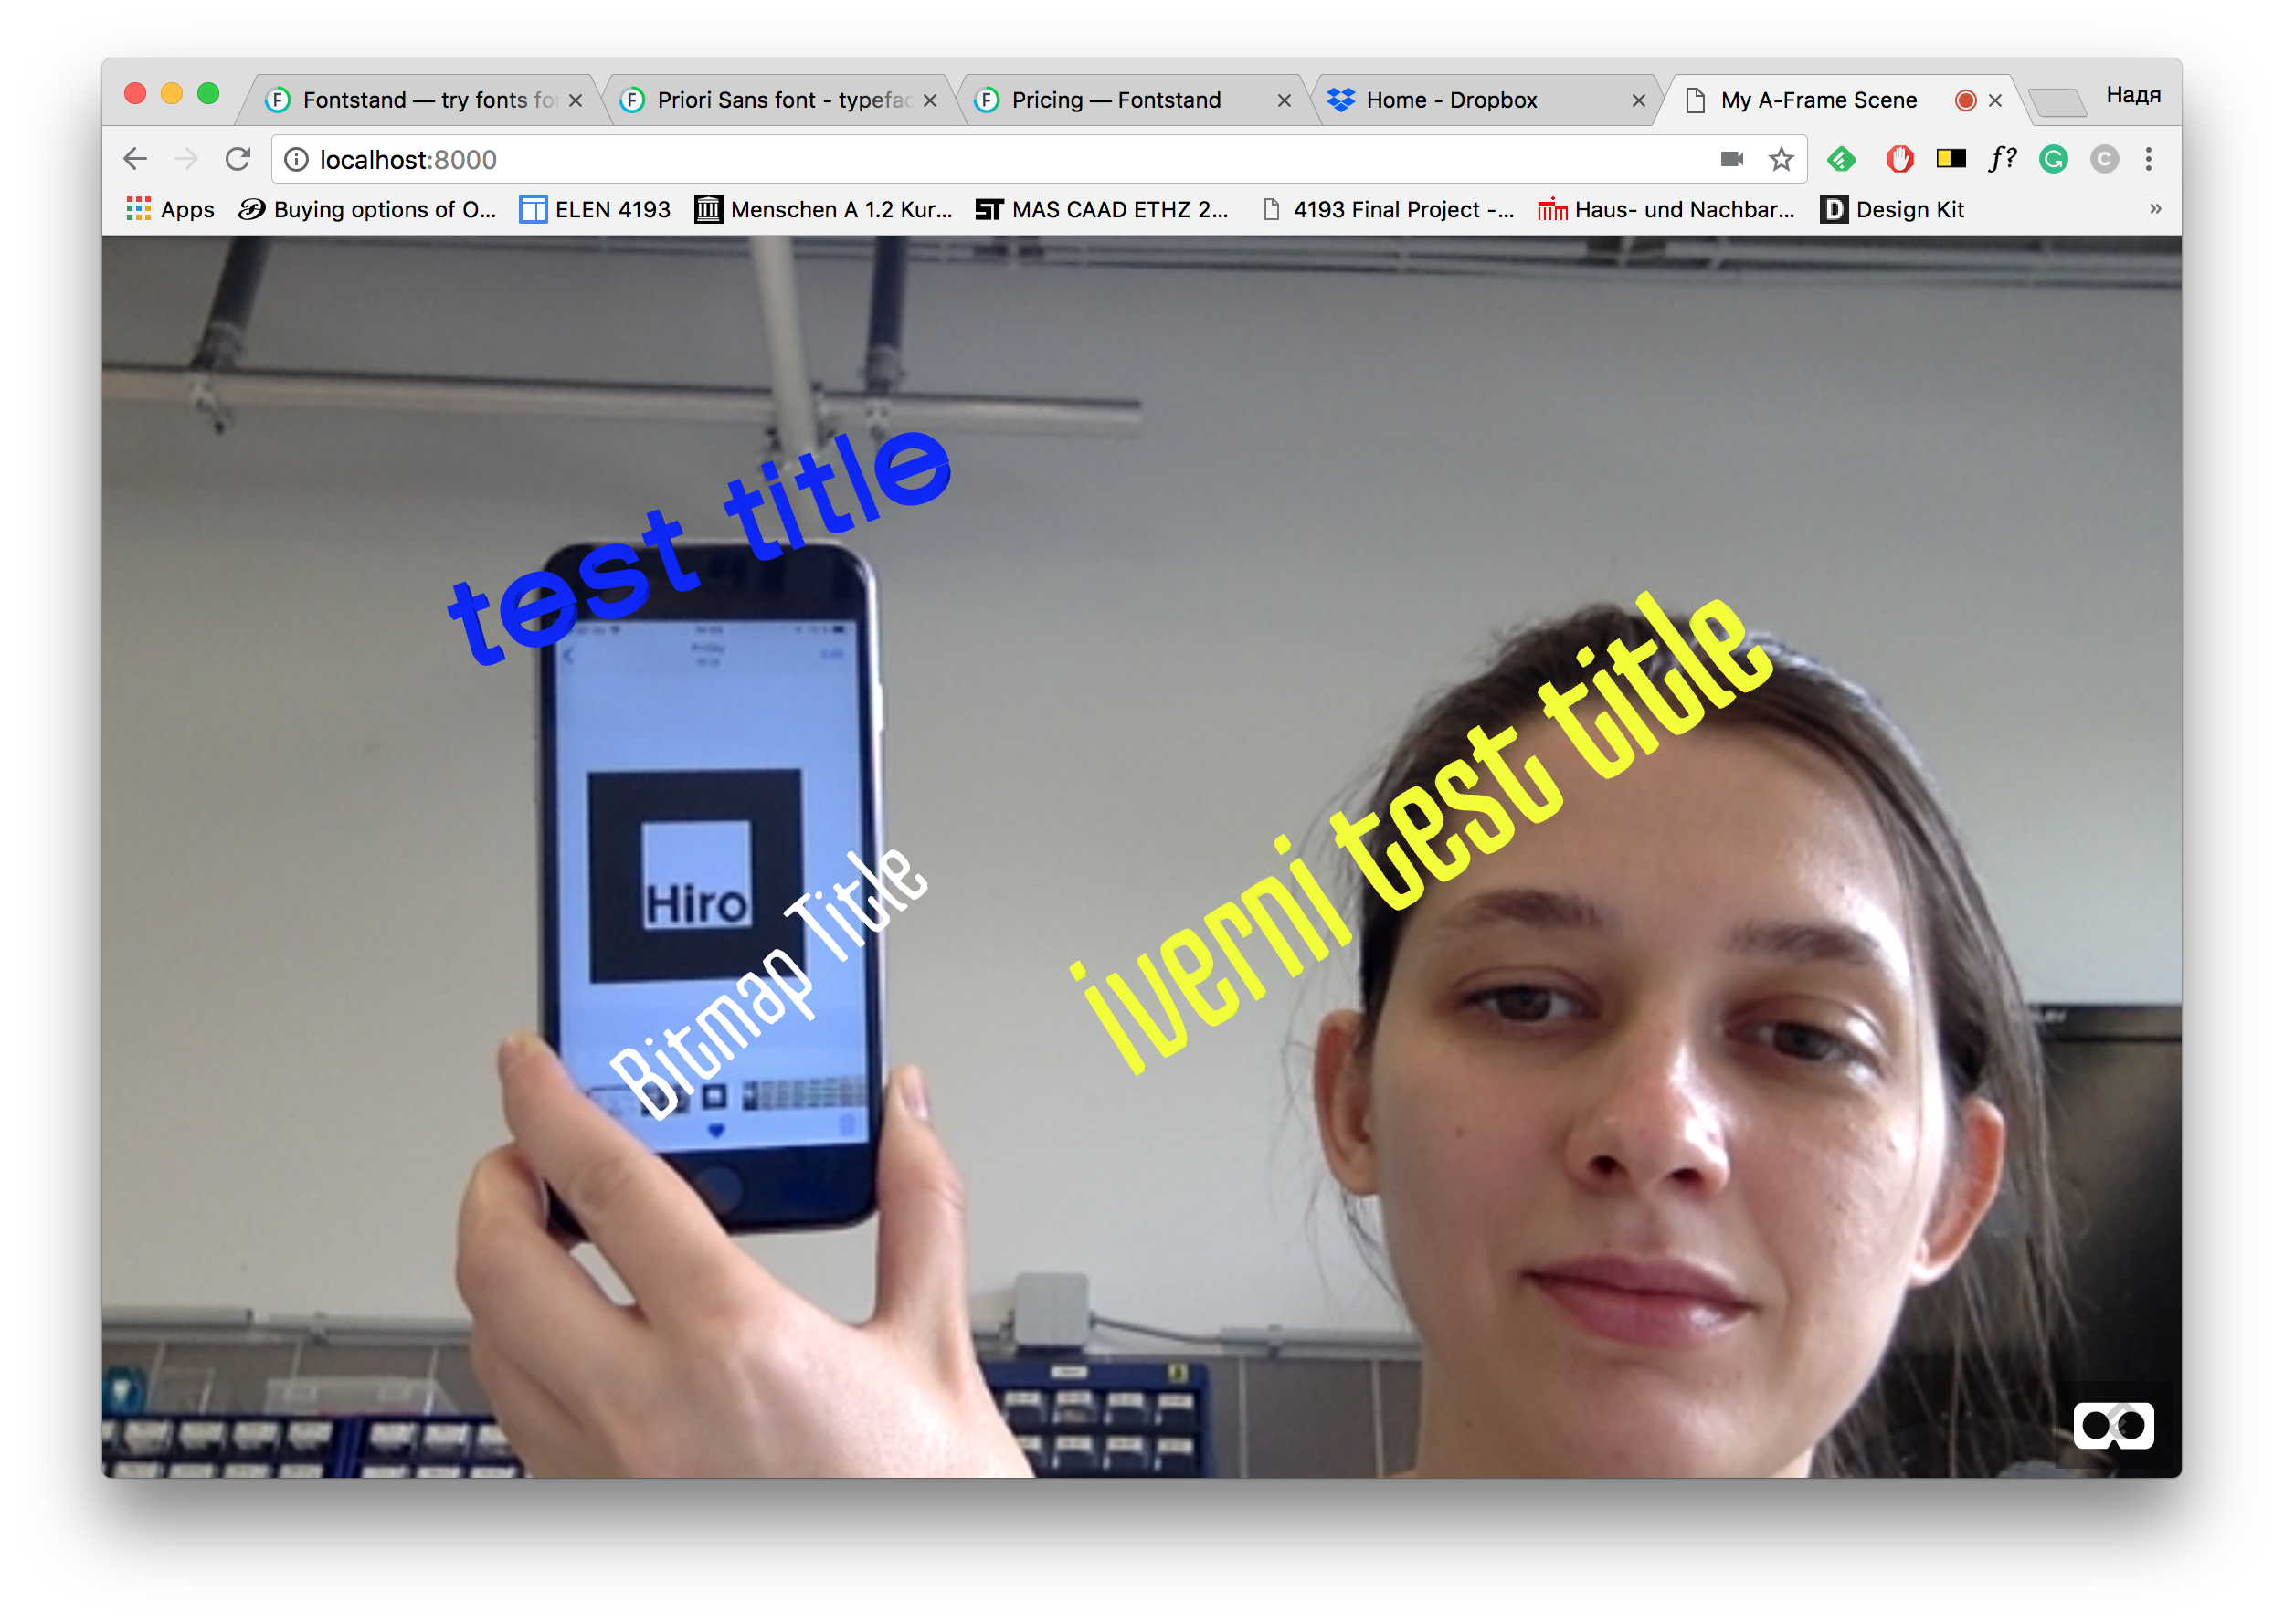 Fontstand — try fonts fo
Priori Sans font - typefac
Pricing — Fontstand
Home - Dropbox
My A-Frame Scene
Надя
localhost:8000
f?
Apps
Buying options of O...
ELEN 4193
Menschen A 1.2 Kur...
MAS CAAD ETHZ 2...
4193 Final Project -...
Haus- und Nachbar...
Design Kit
»
test title
Friday
Edit
iverni test title
Hiro
Bitmap Title